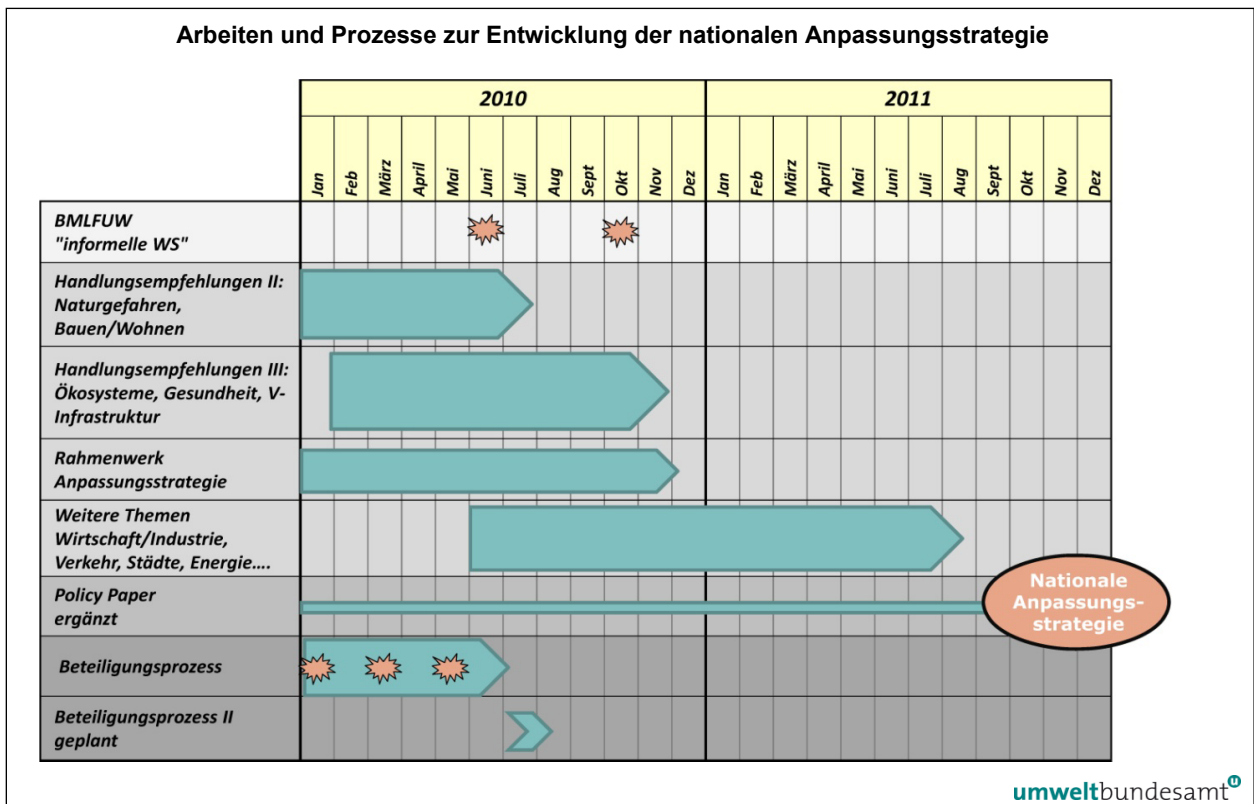 Arbeiten und Prozesse zur Entwicklung der nationalen Anpassungsstrategie
2010
2011
Jan
Feb
März
April
Mai
Juni
Juli
Aug
Sept
Okt
Nov
Dez
Jan
Feb
März
April
Mai
Juni
Juli
Aug
Sept
Okt
Nov
Dez
BMLFUW
"informelle WS"
Handlungsempfehlungen II:
Naturgefahren,
Bauen/Wohnen
Handlungsempfehlungen III:
Ökosysteme, Gesundheit, V-
Infrastruktur
Rahmenwerk
Anpassungsstrategie
Weitere Themen
Wirtschaft/Industrie,
Verkehr, Städte, Energie....
Policy Paper
ergänzt
Nationale
Anpassungs-
strategie
Beteiligungsprozess
Beteiligungsprozess II
geplant
umweltbundesamt u